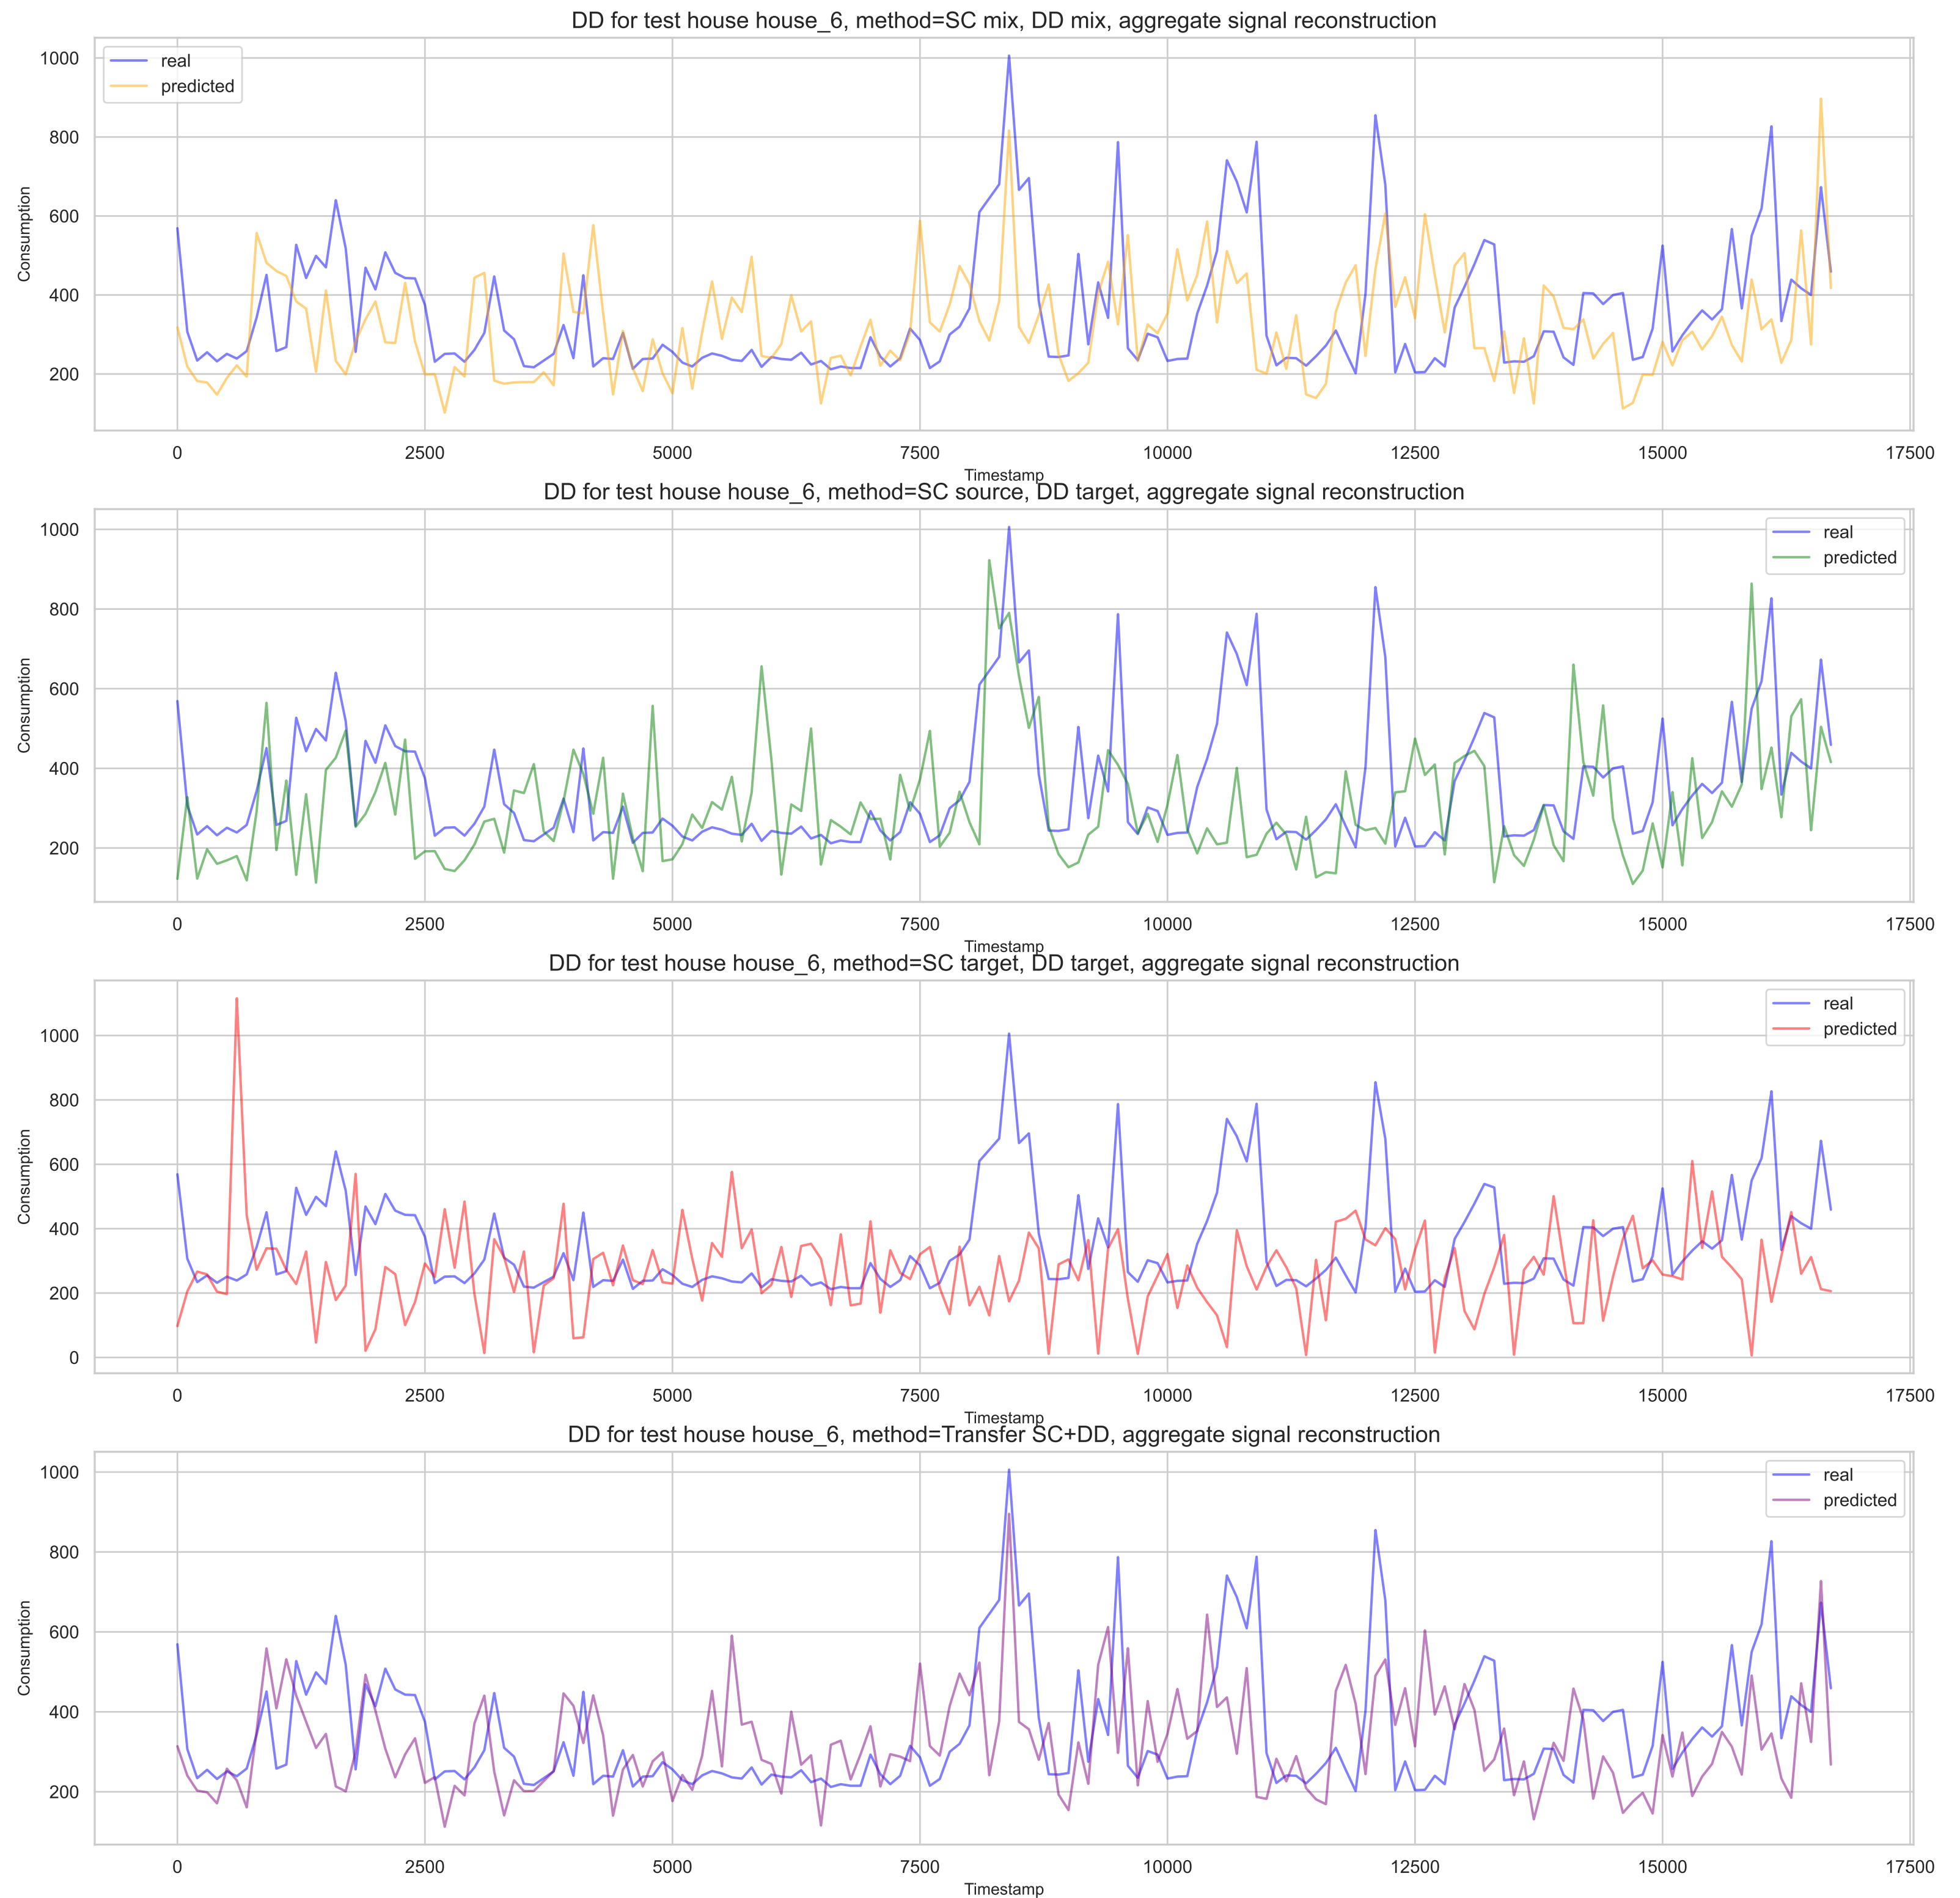 DD for test house house_6, method=SC mix, DD mix, aggregate signal reconstruction
real
predicted
Consumption
1000
800
600
400
200
0 2500 5000 7500 10000 12500 15000 17500
Timestamp
DD for test house house_6, method=SC source, DD target, aggregate signal reconstruction
real
predicted
Consumption
1000
800
600
400
200
0 2500 5000 7500 10000 12500 15000 17500
Timestamp
DD for test house house_6, method=SC target, DD target, aggregate signal reconstruction
real
predicted
Consumption
1000
800
600
400
200
0
0 2500 5000 7500 10000 12500 15000 17500
Timestamp
DD for test house house_6, method=Transfer SC+DD, aggregate signal reconstruction
real
predicted
Consumption
1000
800
600
400
200
0 2500 5000 7500 10000 12500 15000 17500
Timestamp